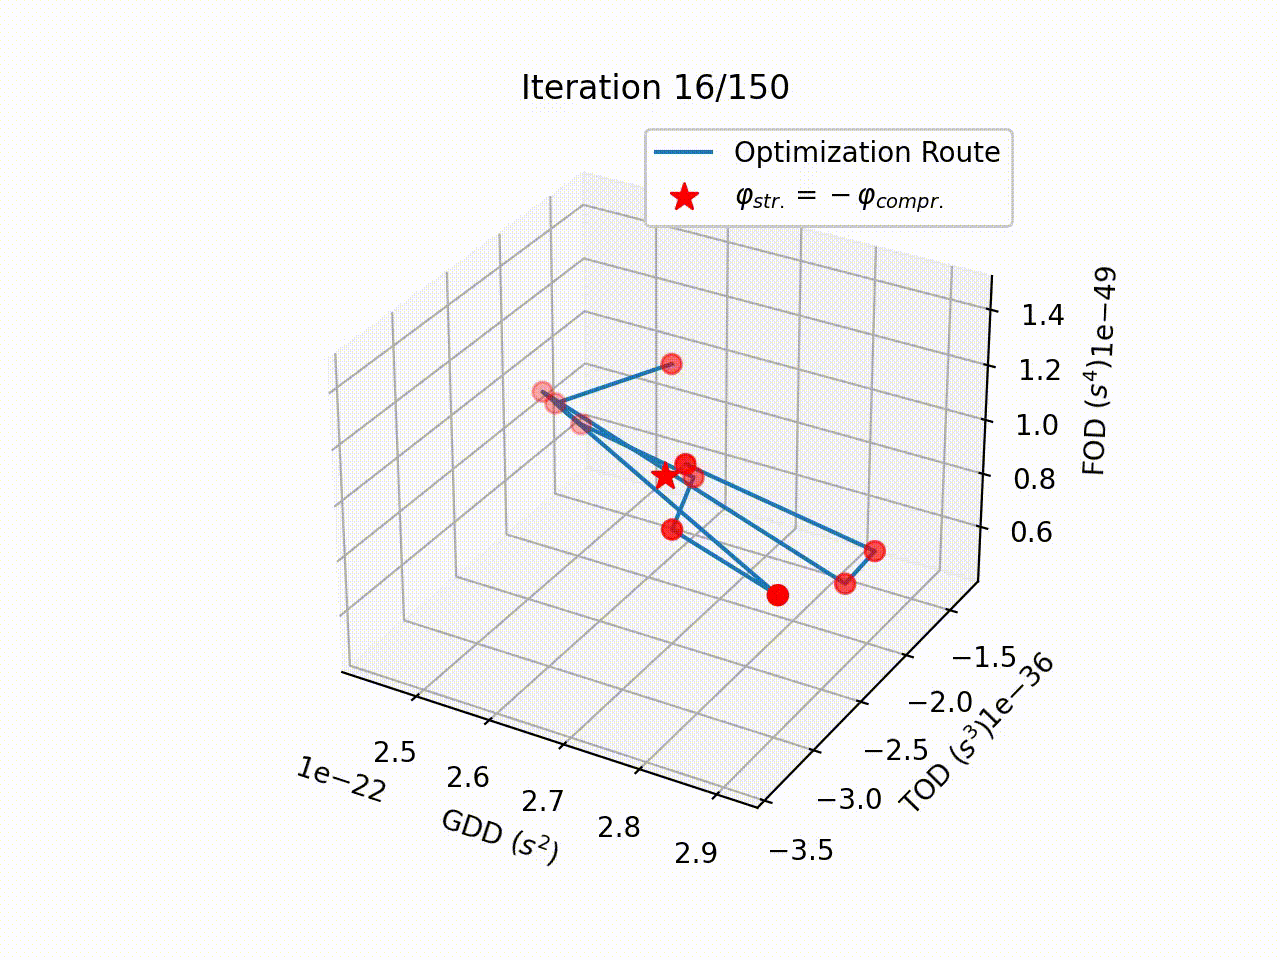 Iteration 16/150
Optimization Route
φstr. = −φcompr.
1.4
1.2
1.0
0.8
0.6
FOD (s⁴)1e−49
−1.5
−2.0
−2.5
−3.0
−3.5
TOD (s³)1e−36
2.5
2.6
2.7
2.8
2.9
1e−22
GDD (s²)